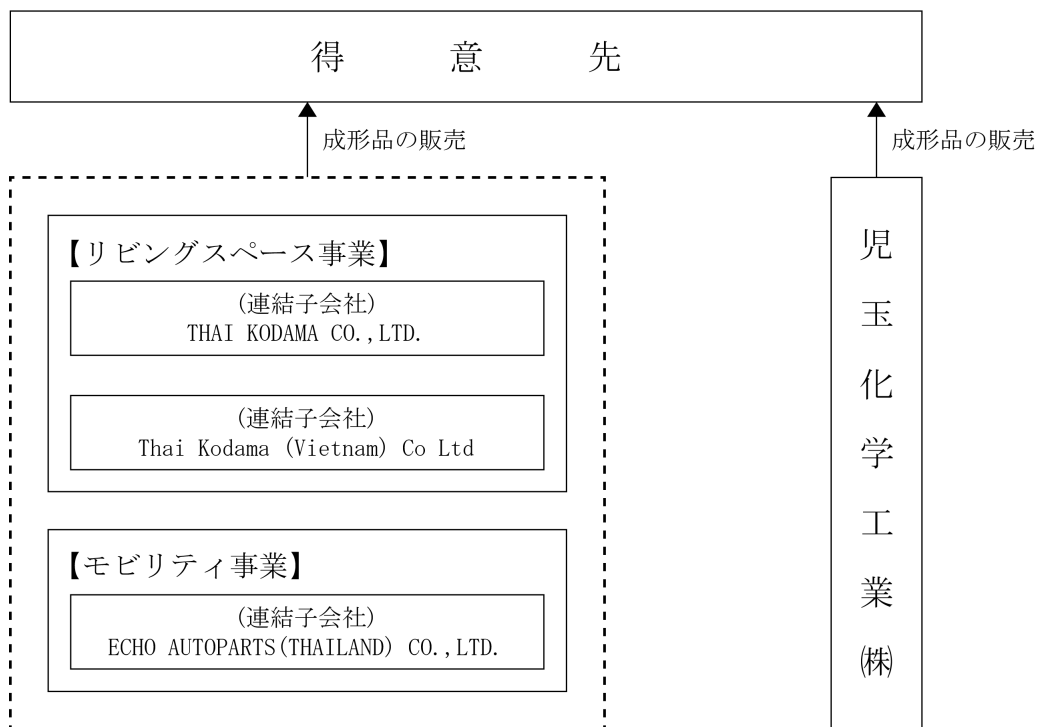 得意先
成形品の販売
成形品の販売
【リビングスペース事業】
(連結子会社)
THAI KODAMA CO.,LTD.
(連結子会社)
Thai Kodama (Vietnam) Co Ltd
【モビリティ事業】
(連結子会社)
ECHO AUTOPARTS(THAILAND) CO.,LTD.
児玉化学工業㈱